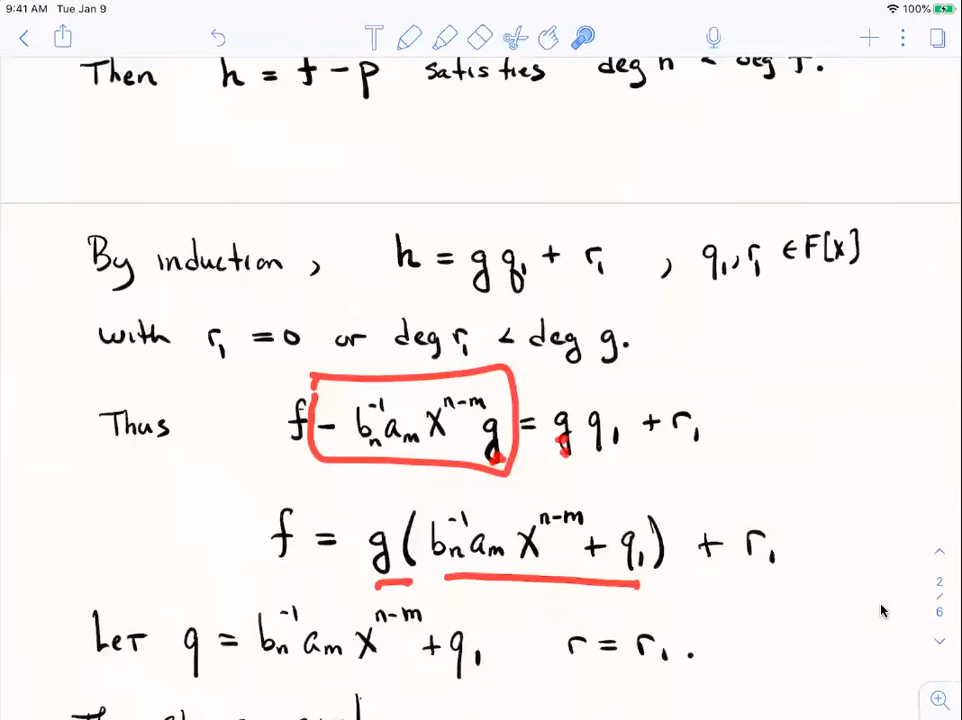 9:41 AM Tue Jan 9
100%
Then h = f - p satisfies deg h < deg f.
By induction, h = g q₁ + r₁ , q₁, r₁ ∈ F[x]
with r₁ = 0 or deg r₁ < deg g.
Thus f - bₙ⁻¹ aₘ x^{n-m} g = g q₁ + r₁
f = g ( bₙ⁻¹ aₘ x^{n-m} + q₁ ) + r₁
Let q = bₙ⁻¹ aₘ x^{n-m} + q₁ r = r₁ .
2
/
6